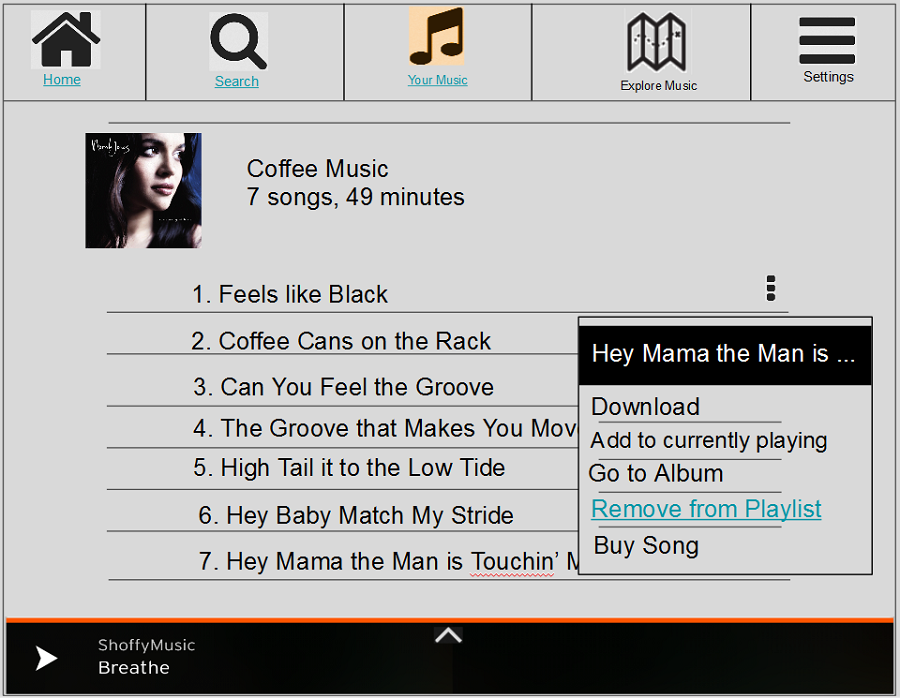 Home
Search
Your Music
Explore Music
Settings
Norah Jones
Coffee Music
7 songs, 49 minutes
1. Feels like Black
2. Coffee Cans on the Rack
3. Can You Feel the Groove
4. The Groove that Makes You Mov
5. High Tail it to the Low Tide
6. Hey Baby Match My Stride
7. Hey Mama the Man is Touchin’ M
Hey Mama the Man is ...
Download
Add to currently playing
Go to Album
Remove from Playlist
Buy Song
ShoffyMusic
Breathe